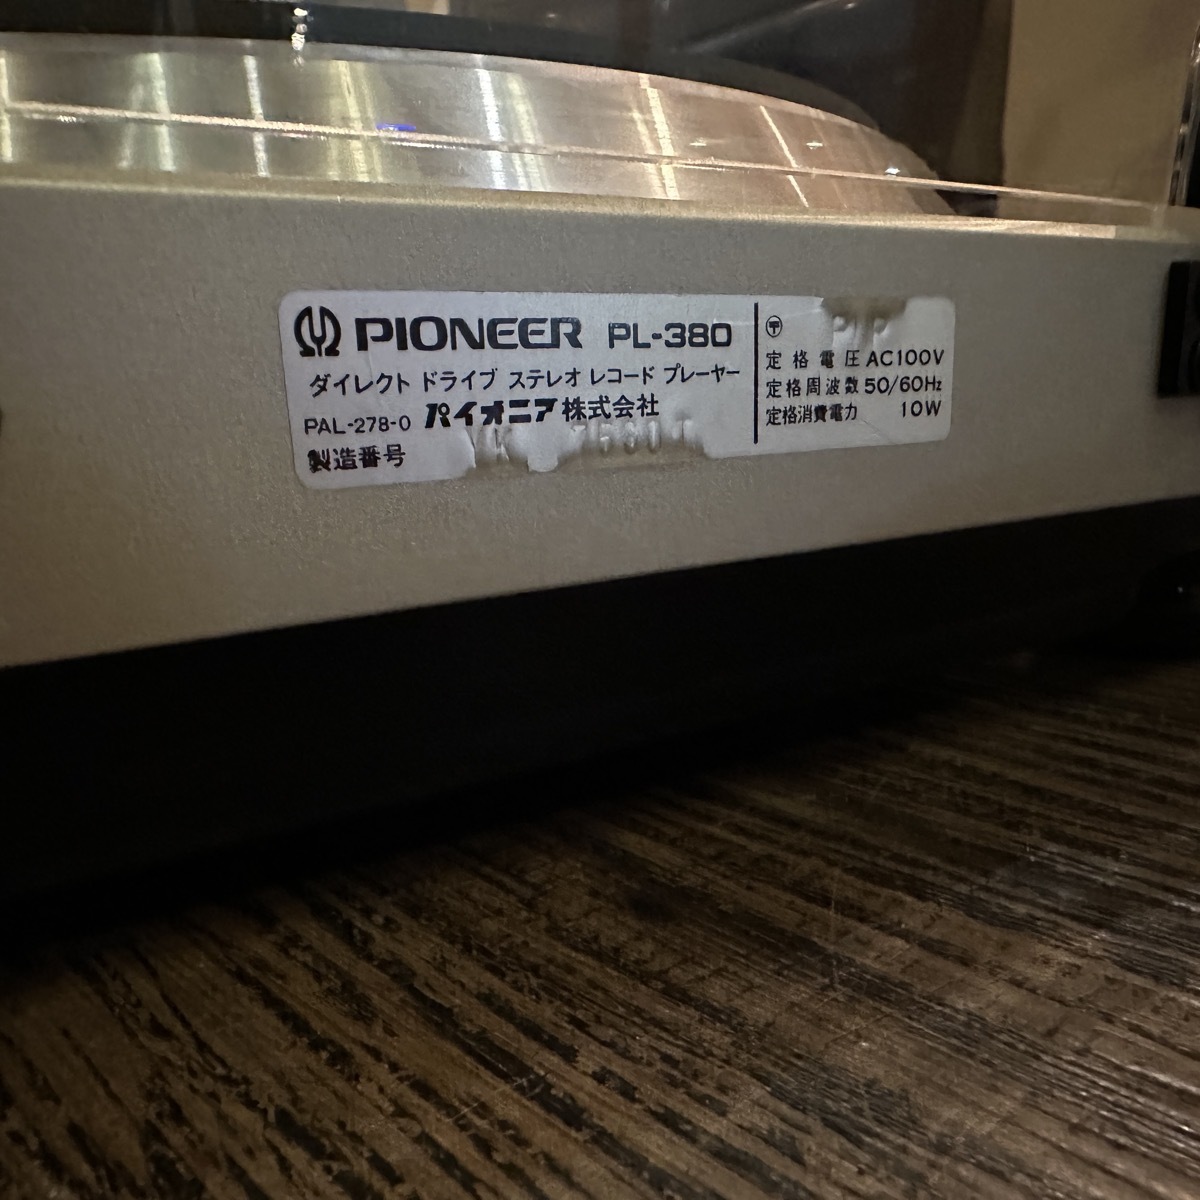 PIONEER PL-380
ダイレクト ドライブ ステレオ レコード プレーヤー
PAL-278-0 パイオニア株式会社
製造番号
〒
定格電圧 AC100V
定格周波数 50/60Hz
定格消費電力 10W